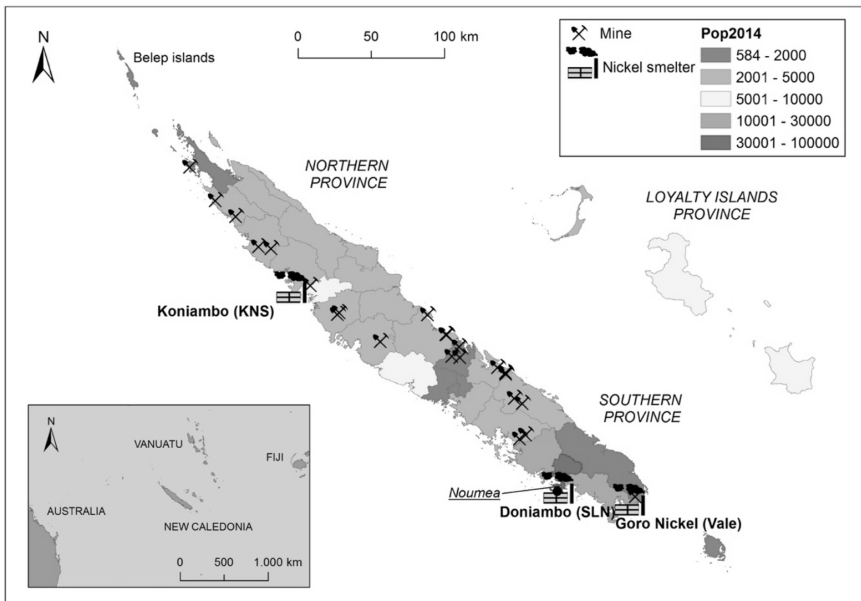 N
0 50 100 km
Belep islands
Mine
Nickel smelter
Pop2014
584 - 2000
2001 - 5000
5001 - 10000
10001 - 30000
30001 - 100000
NORTHERN
PROVINCE
LOYALTY ISLANDS
PROVINCE
Koniambo (KNS)
SOUTHERN
PROVINCE
Noumea
Doniambo (SLN)
Goro Nickel (Vale)
N
VANUATU
FIJI
AUSTRALIA
NEW CALEDONIA
0 500 1.000 km